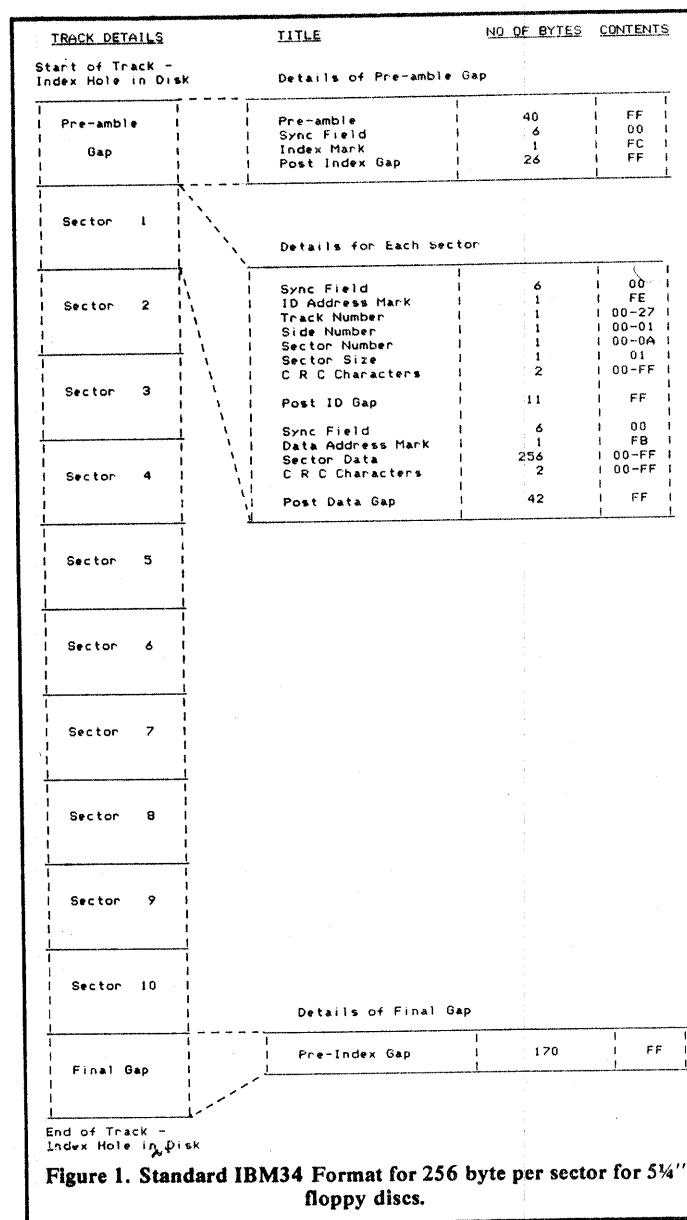 TRACK DETAILS TITLE NO OF BYTES CONTENTS
Start of Track -
Index Hole in Disk Details of Pre-amble Gap
Pre-amble Gap
Pre-amble 40 FF
Sync Field 6 00
Index Mark 1 FC
Post Index Gap 26 FF
Sector 1
Details for Each Sector
Sync Field 6 00
ID Address Mark 1 FE
Track Number 1 00-27
Side Number 1 00-01
Sector Number 1 00-0A
Sector Size 1 01
C R C Characters 2 00-FF
Post ID Gap 11 FF
Sync Field 6 00
Data Address Mark 1 FB
Sector Data 256 00-FF
C R C Characters 2 00-FF
Post Data Gap 42 FF
Sector 2
Sector 3
Sector 4
Sector 5
Sector 6
Sector 7
Sector 8
Sector 9
Sector 10
Details of Final Gap
Final Gap
Pre-Index Gap 170 FF
End of Track -
Index Hole in Disk
Figure 1. Standard IBM34 Format for 256 byte per sector for 5¼"
floppy discs.